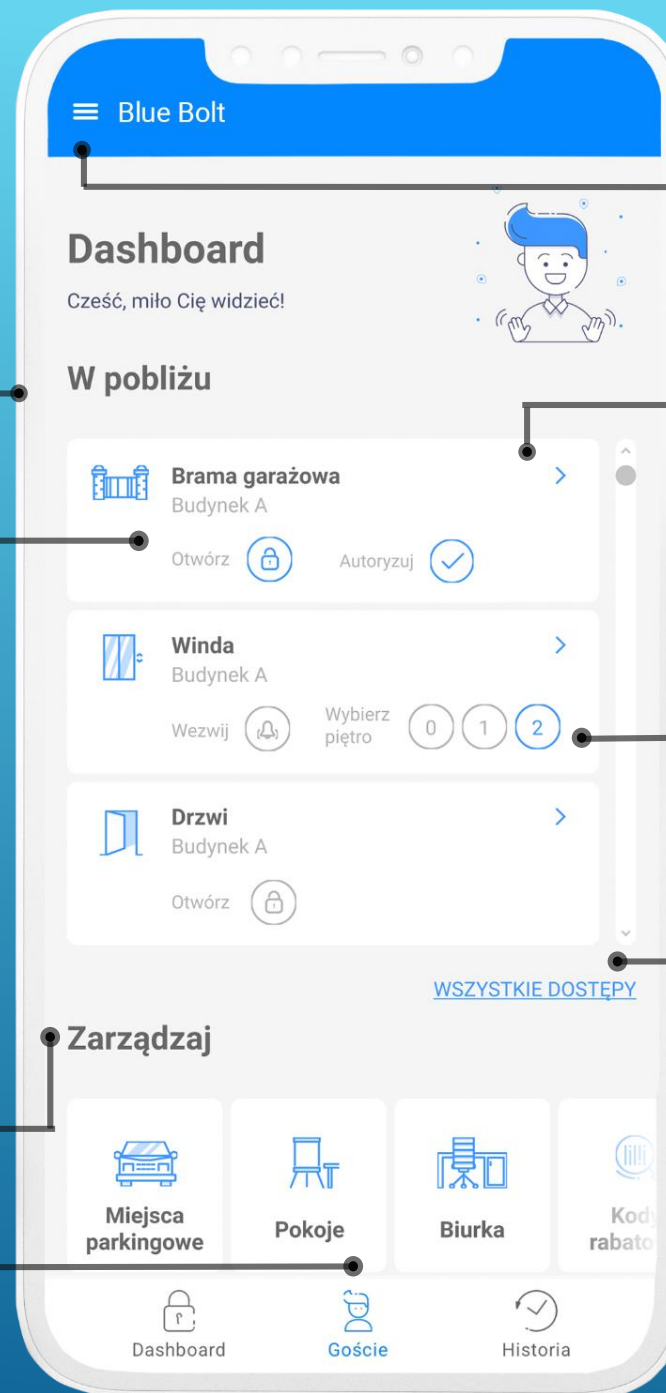 Blue Bolt
Dashboard
Cześć, miło Cię widzieć!
W pobliżu
Brama garażowa
Budynek A
Otwórz
Autoryzuj
Winda
Budynek A
Wezwij
Wybierz
piętro
0 1 2
Drzwi
Budynek A
Otwórz
WSZYSTKIE DOSTĘPY
Zarządzaj
Miejsca
parkingowe
Pokoje
Biurka
Dashboard
Goście
Historia